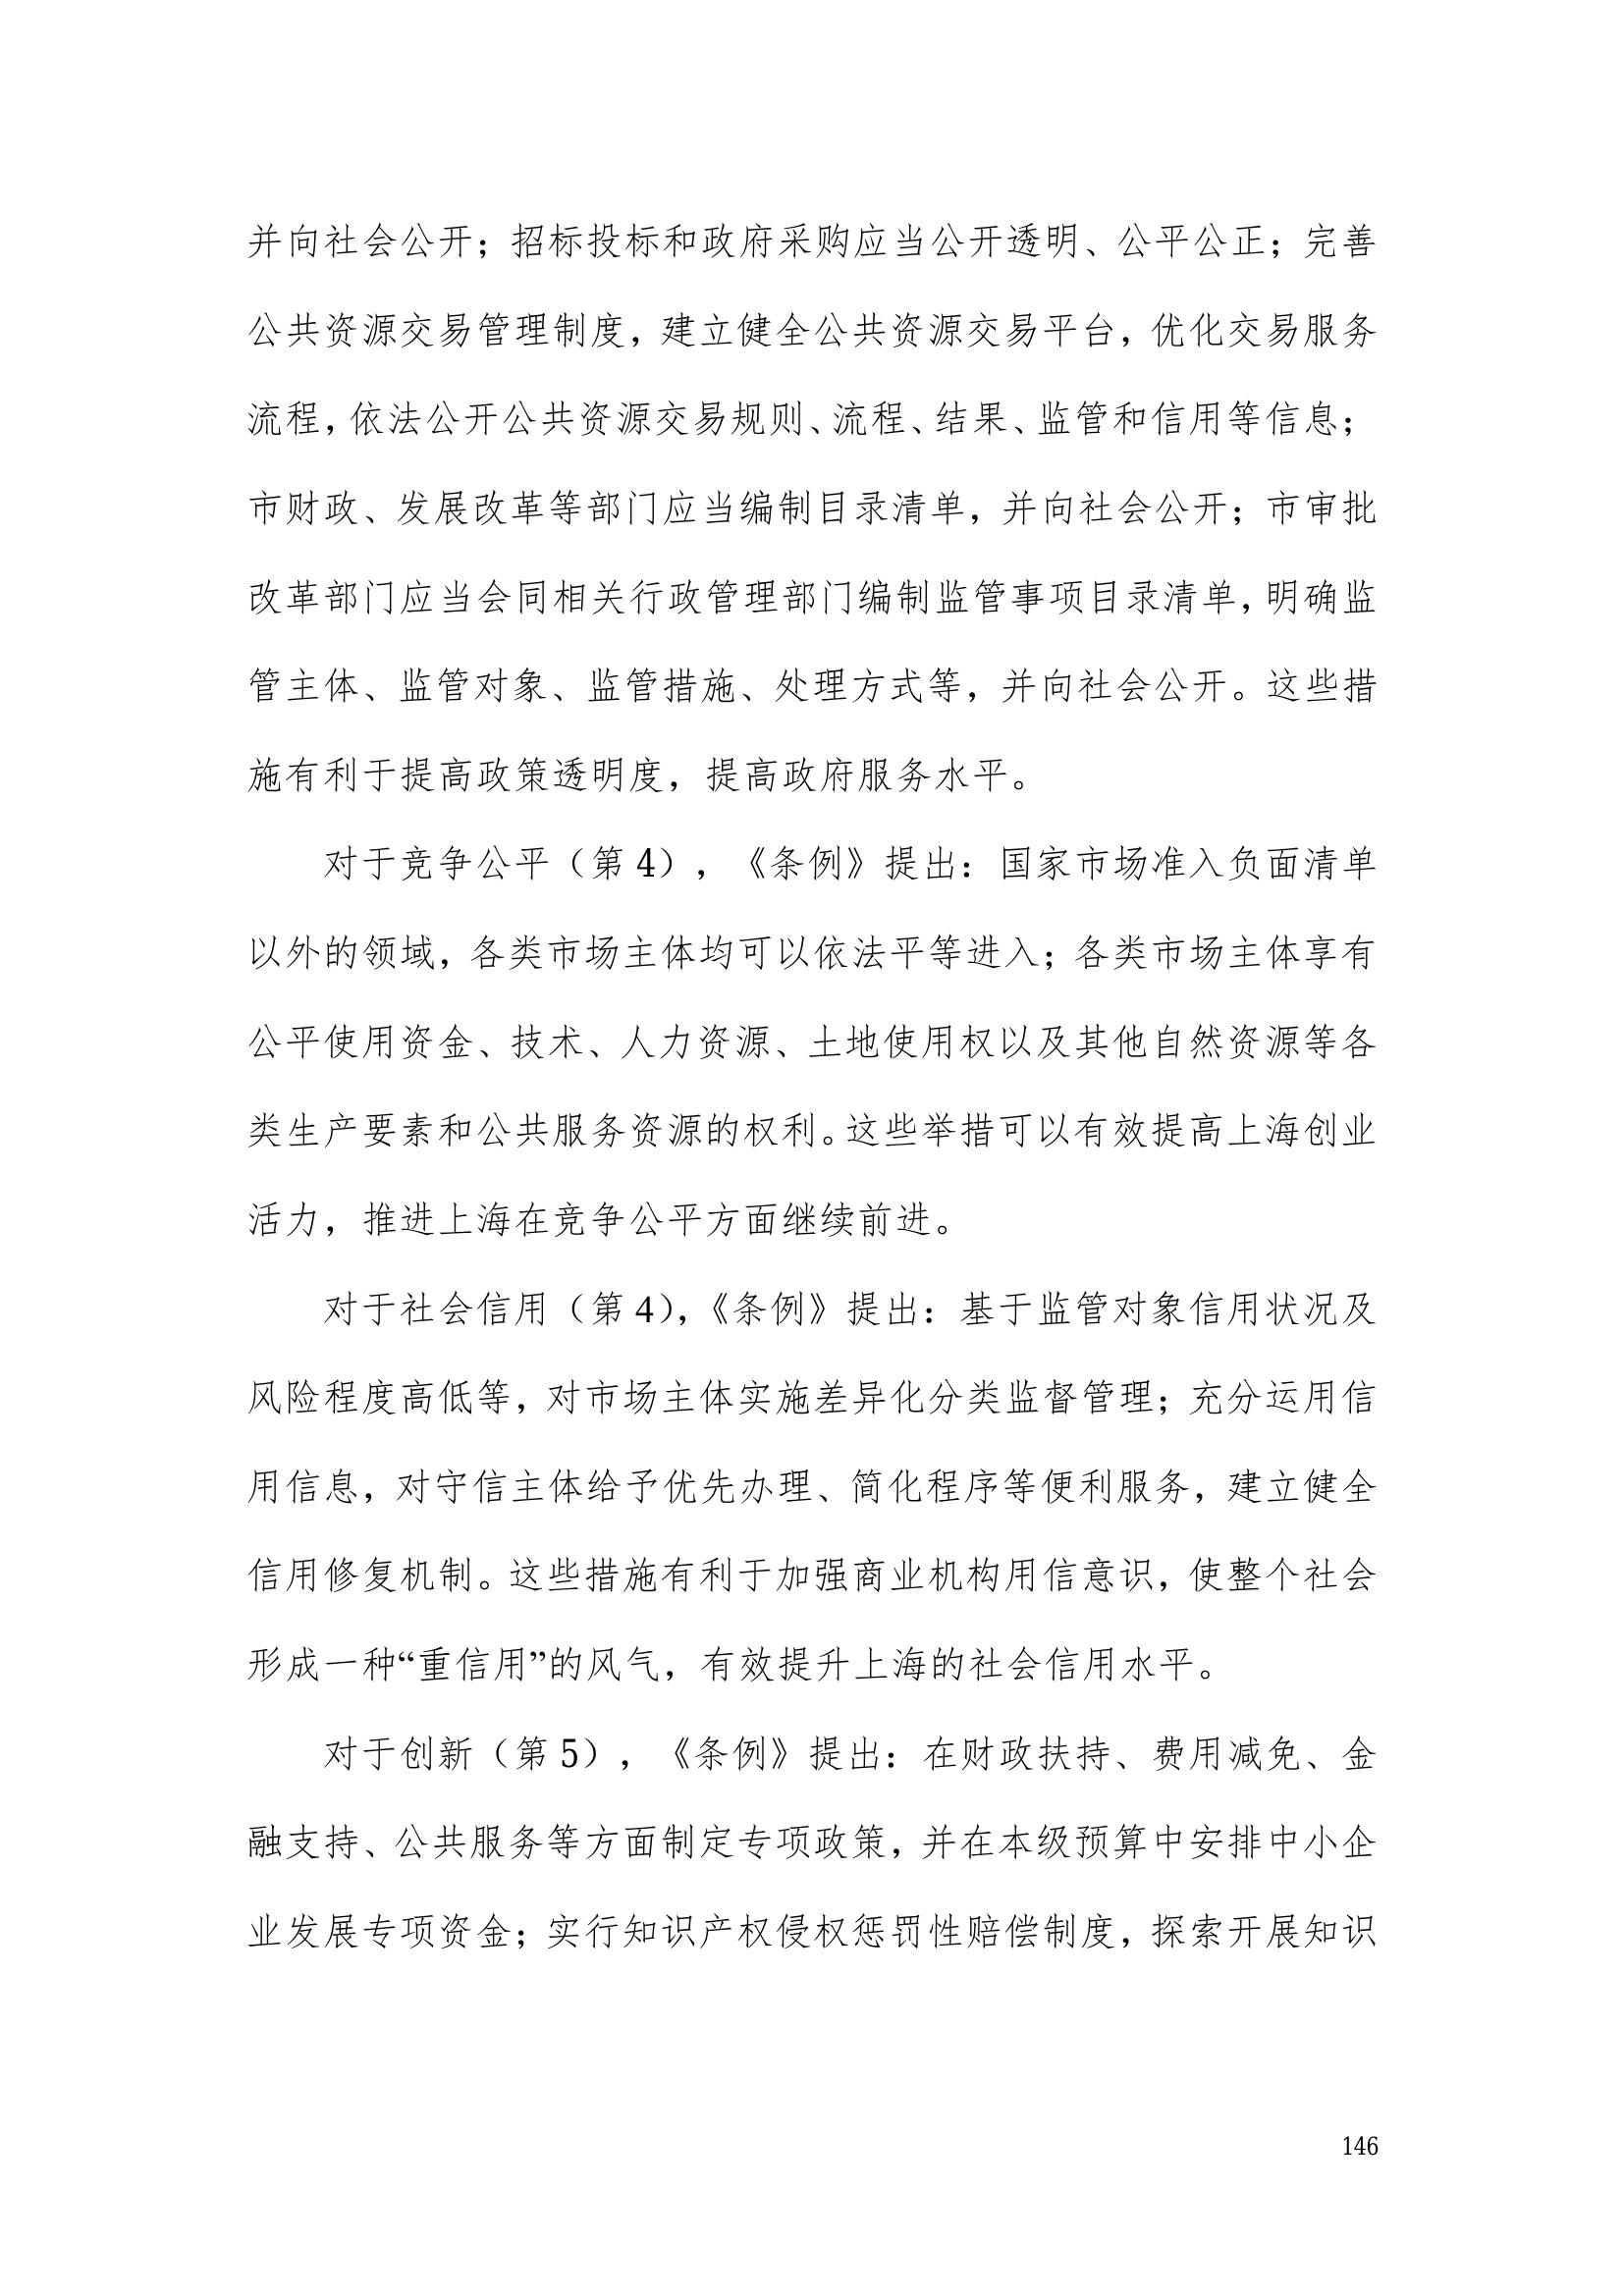 并向社会公开；招标投标和政府采购应当公开透明、公平公正；完善
公共资源交易管理制度，建立健全公共资源交易平台，优化交易服务
流程，依法公开公共资源交易规则、流程、结果、监管和信用等信息；
市财政、发展改革等部门应当编制目录清单，并向社会公开；市审批
改革部门应当会同相关行政管理部门编制监管事项目录清单，明确监
管主体、监管对象、监管措施、处理方式等，并向社会公开。这些措
施有利于提高政策透明度，提高政府服务水平。
对于竞争公平（第 4），《条例》提出：国家市场准入负面清单
以外的领域，各类市场主体均可以依法平等进入；各类市场主体享有
公平使用资金、技术、人力资源、土地使用权以及其他自然资源等各
类生产要素和公共服务资源的权利。这些举措可以有效提高上海创业
活力，推进上海在竞争公平方面继续前进。
对于社会信用（第 4），《条例》提出：基于监管对象信用状况及
风险程度高低等，对市场主体实施差异化分类监督管理；充分运用信
用信息，对守信主体给予优先办理、简化程序等便利服务，建立健全
信用修复机制。这些措施有利于加强商业机构用信意识，使整个社会
形成一种“重信用”的风气，有效提升上海的社会信用水平。
对于创新（第 5），《条例》提出：在财政扶持、费用减免、金
融支持、公共服务等方面制定专项政策，并在本级预算中安排中小企
业发展专项资金；实行知识产权侵权惩罚性赔偿制度，探索开展知识
146